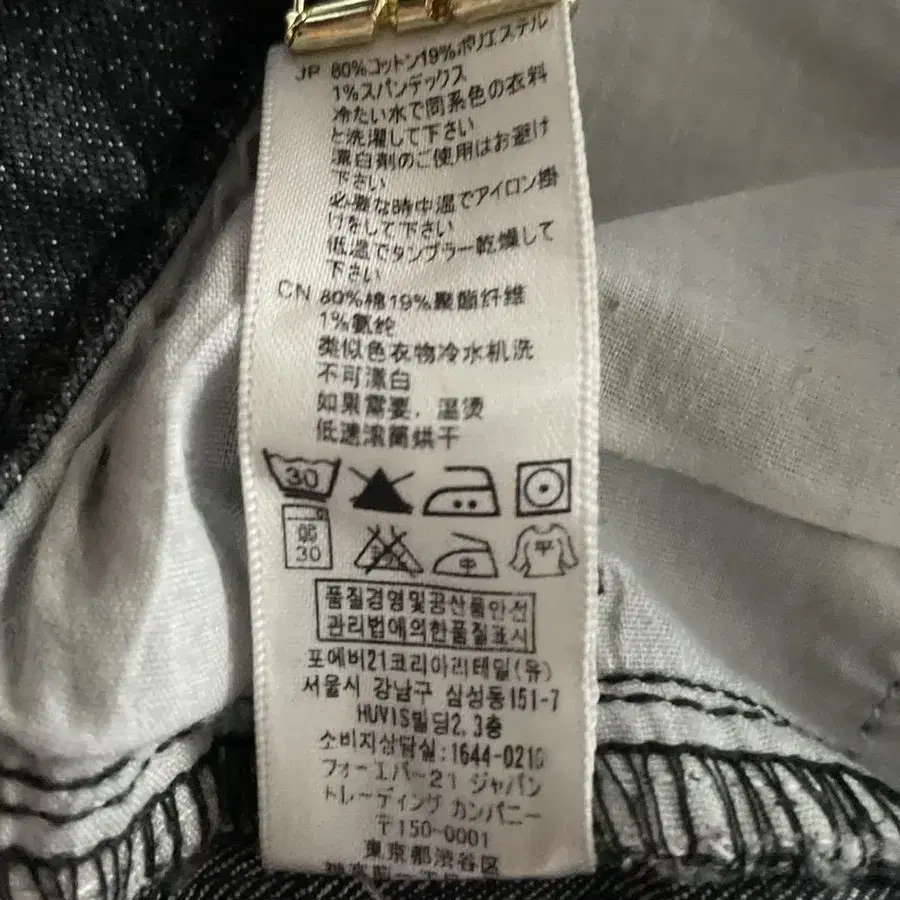 JP 80%コットン19%ポリエステル
1%スパンデックス
冷たい水で同系色の衣料
と洗濯して下さい
漂白剤のご使用はお避け
下さい
必要な時中温でアイロン掛
けをして下さい
低温でタンブラー乾燥して
下さい
CN 80%棉19%聚酯纤维
1%氨纶
类似色衣物冷水机洗
不可漂白
如果需要，温烫
低速滚筒烘干
30
弱
30
中
平
품질경영및공산품안전
관리법에의한품질표시
포에버21코리아리테일(유)
서울시 강남구 삼성동151-7
HUVIS빌딩2,3층
소비자상담실:1644-0210
フォーエバー21 ジャパン
トレーディング カンパニー
〒150-0001
東京都渋谷区